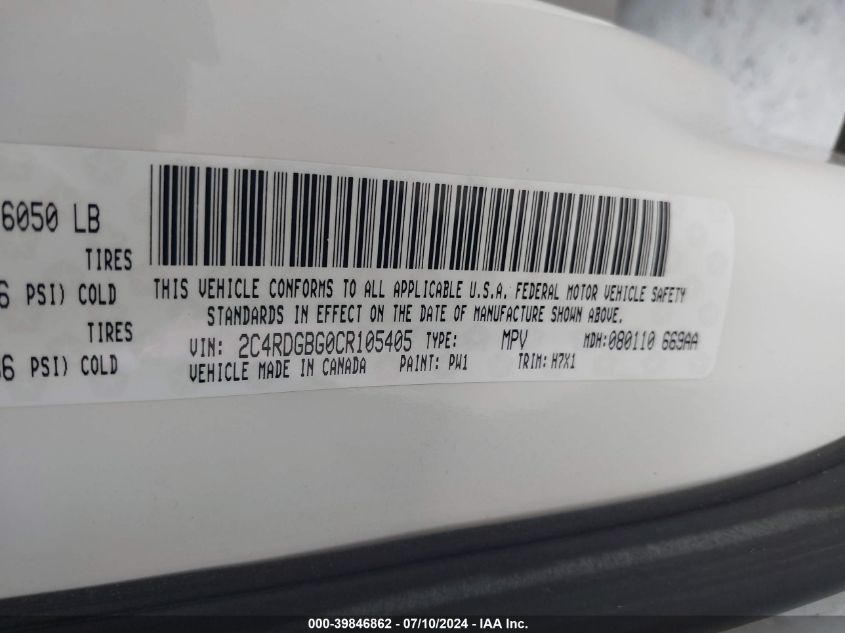 6050 LB
TIRES
6 PSI) COLD
TIRES
36 PSI) COLD
THIS VEHICLE CONFORMS TO ALL APPLICABLE U.S.A. FEDERAL MOTOR VEHICLE SAFETY
STANDARDS IN EFFECT ON THE DATE OF MANUFACTURE SHOWN ABOVE.
VIN: 2C4RDGBG0CR105405 TYPE: MPV MDH:080110 669AA
VEHICLE MADE IN CANADA PAINT: PW1 TRIM: H7X1
000-39846862 - 07/10/2024 - IAA Inc.